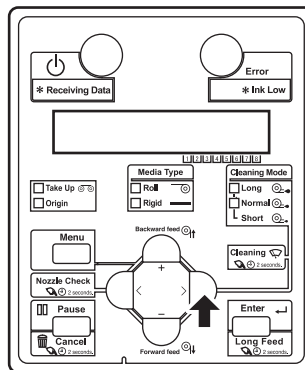 Error
* Receiving Data
* Ink Low
1 2 3 4 5 6 7 8
Media Type
Roll
Rigid
Cleaning Mode
Long
Normal
Short
Take Up
Origin
Menu
Backward feed
+
Cleaning
2 seconds.
Nozzle Check
2 seconds.
< >
Pause
Enter
−
Cancel
2 seconds.
Forward feed
Long Feed
2 seconds.